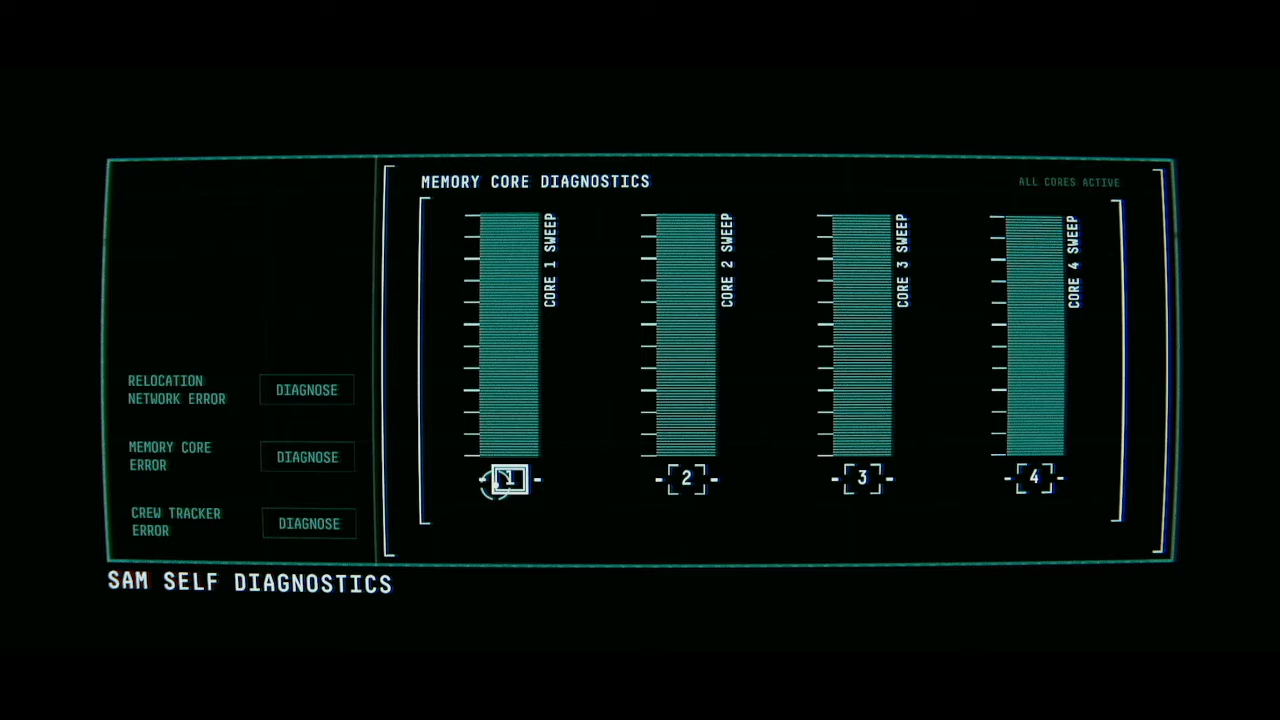 MEMORY CORE DIAGNOSTICS
ALL CORES ACTIVE
CORE 1 SWEEP
CORE 2 SWEEP
CORE 3 SWEEP
CORE 4 SWEEP
RELOCATION
NETWORK ERROR
DIAGNOSE
MEMORY CORE
ERROR
DIAGNOSE
CREW TRACKER
ERROR
DIAGNOSE
1
2
3
4
SAM SELF DIAGNOSTICS